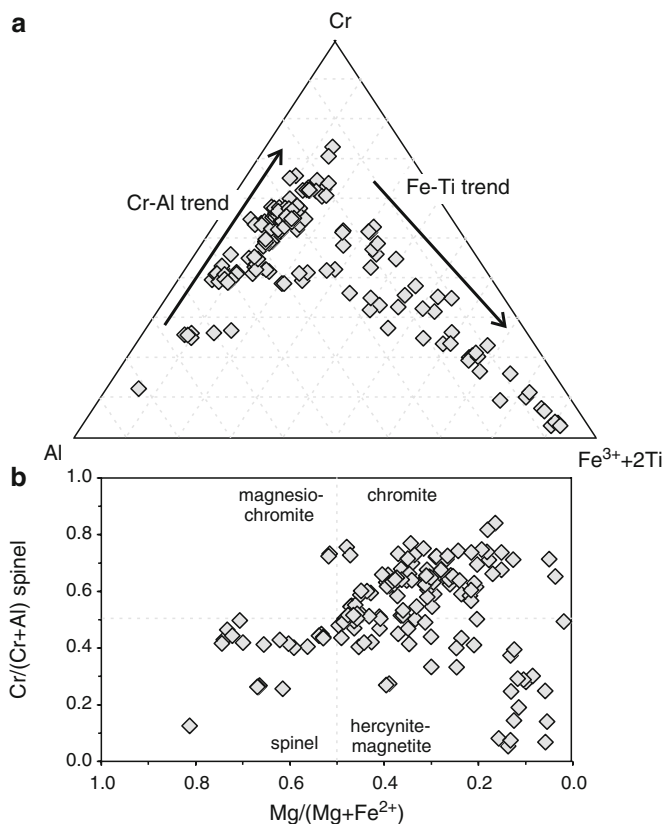 a
Cr
Cr-Al trend
Fe-Ti trend
Al
Fe³⁺+2Ti
b
Cr/(Cr+Al) spinel
1.0
0.8
0.6
0.4
0.2
0.0
magnesio-
chromite
chromite
spinel
hercynite-
magnetite
1.0
0.8
0.6
0.4
0.2
0.0
Mg/(Mg+Fe²⁺)